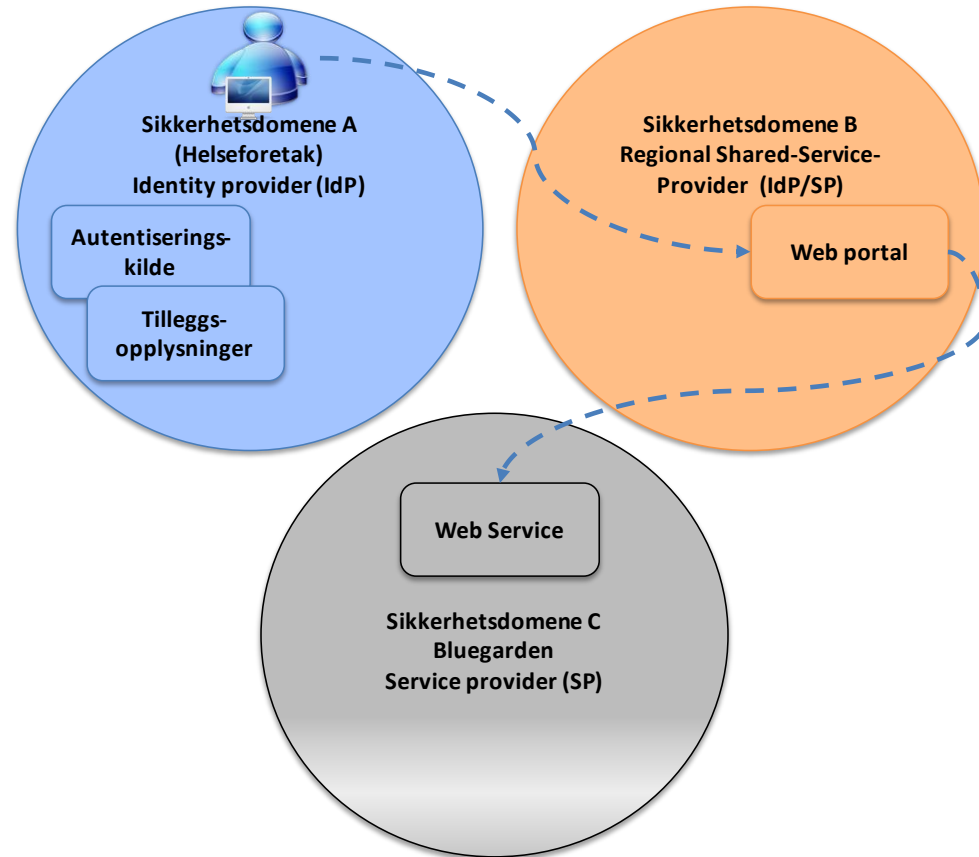 Sikkerhetsdomene A
(Helseforetak)
Identity provider (IdP)
Autentiserings-
kilde
Tilleggs-
opplysninger
Sikkerhetsdomene B
Regional Shared-Service-
Provider (IdP/SP)
Web portal
Web Service
Sikkerhetsdomene C
Bluegarden
Service provider (SP)